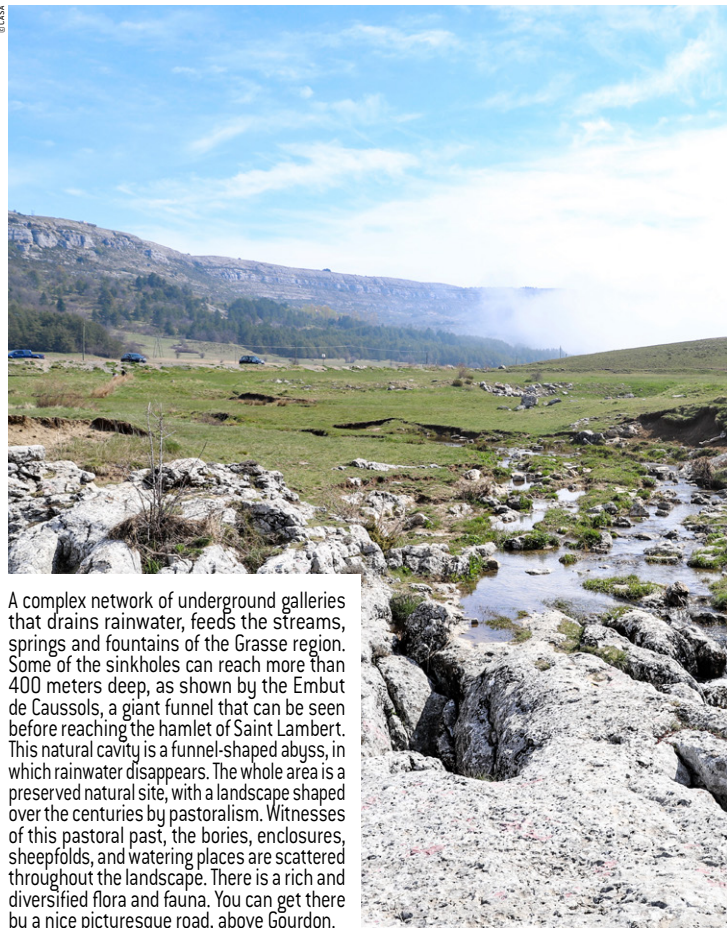 © CASA
A complex network of underground galleries
that drains rainwater, feeds the streams,
springs and fountains of the Grasse region.
Some of the sinkholes can reach more than
400 meters deep, as shown by the Embut
de Caussols, a giant funnel that can be seen
before reaching the hamlet of Saint Lambert.
This natural cavity is a funnel-shaped abyss, in
which rainwater disappears. The whole area is a
preserved natural site, with a landscape shaped
over the centuries by pastoralism. Witnesses
of this pastoral past, the bories, enclosures,
sheepfolds, and watering places are scattered
throughout the landscape. There is a rich and
diversified flora and fauna. You can get there
by a nice picturesque road, above Gourdon.